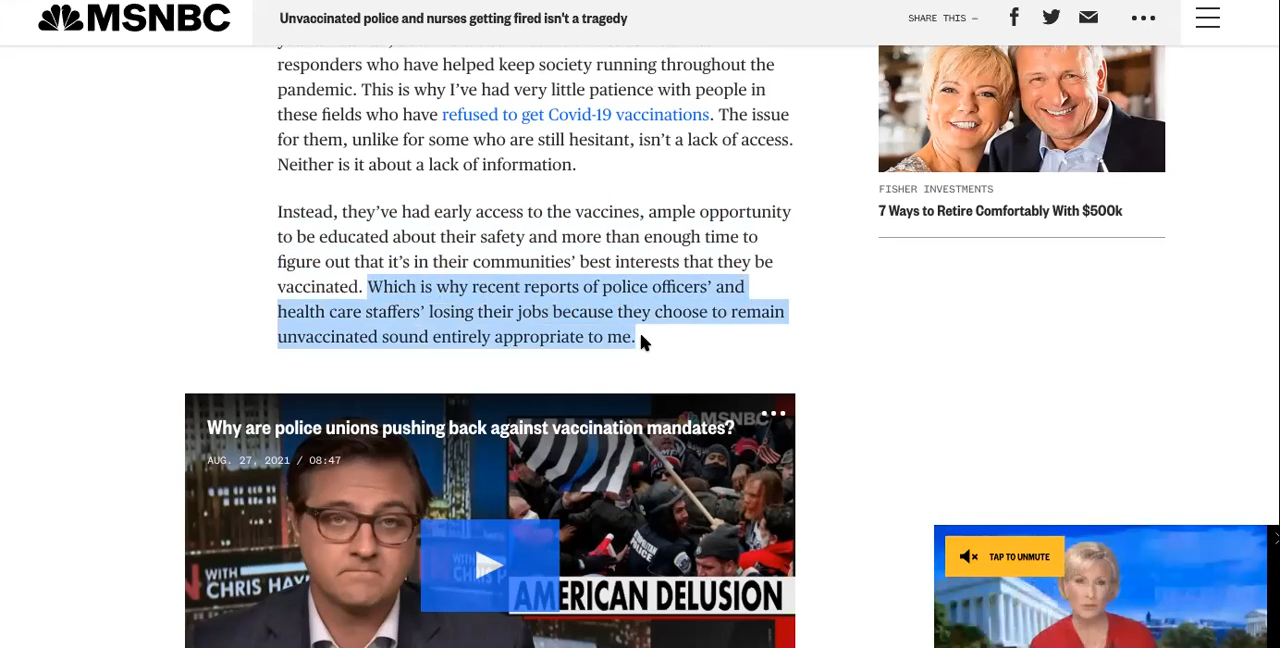 MSNBC
Unvaccinated police and nurses getting fired isn't a tragedy
SHARE THIS —
responders who have helped keep society running throughout the
pandemic. This is why I've had very little patience with people in
these fields who have refused to get Covid-19 vaccinations. The issue
for them, unlike for some who are still hesitant, isn't a lack of access.
Neither is it about a lack of information.
Instead, they've had early access to the vaccines, ample opportunity
to be educated about their safety and more than enough time to
figure out that it's in their communities' best interests that they be
vaccinated. Which is why recent reports of police officers' and
health care staffers' losing their jobs because they choose to remain
unvaccinated sound entirely appropriate to me.
FISHER INVESTMENTS
7 Ways to Retire Comfortably With $500k
MSNBC
Why are police unions pushing back against vaccination mandates?
AUG. 27, 2021 / 08:47
METROPOLITAN
POLICE
WITH
CHRIS HAY
AMERICAN DELUSION
TAP TO UNMUTE